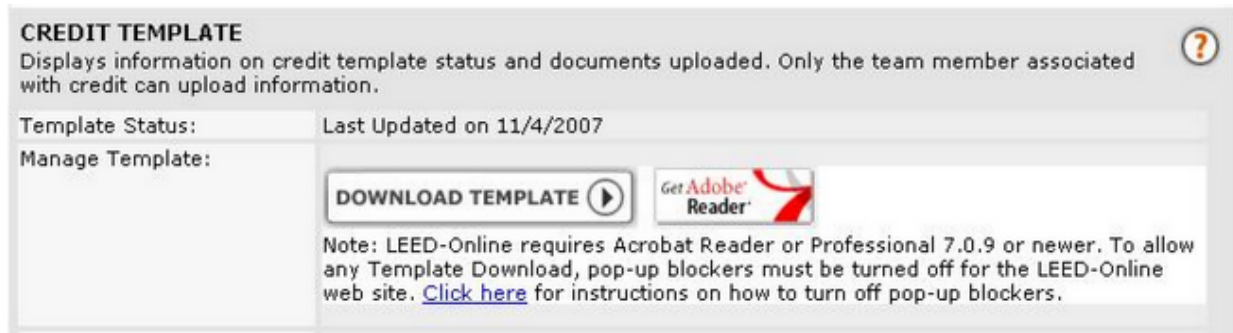 CREDIT TEMPLATE
Displays information on credit template status and documents uploaded. Only the team member associated
with credit can upload information.
?
Template Status:
Last Updated on 11/4/2007
Manage Template:
DOWNLOAD TEMPLATE
Get Adobe
Reader
Note: LEED-Online requires Acrobat Reader or Professional 7.0.9 or newer. To allow
any Template Download, pop-up blockers must be turned off for the LEED-Online
web site. Click here for instructions on how to turn off pop-up blockers.